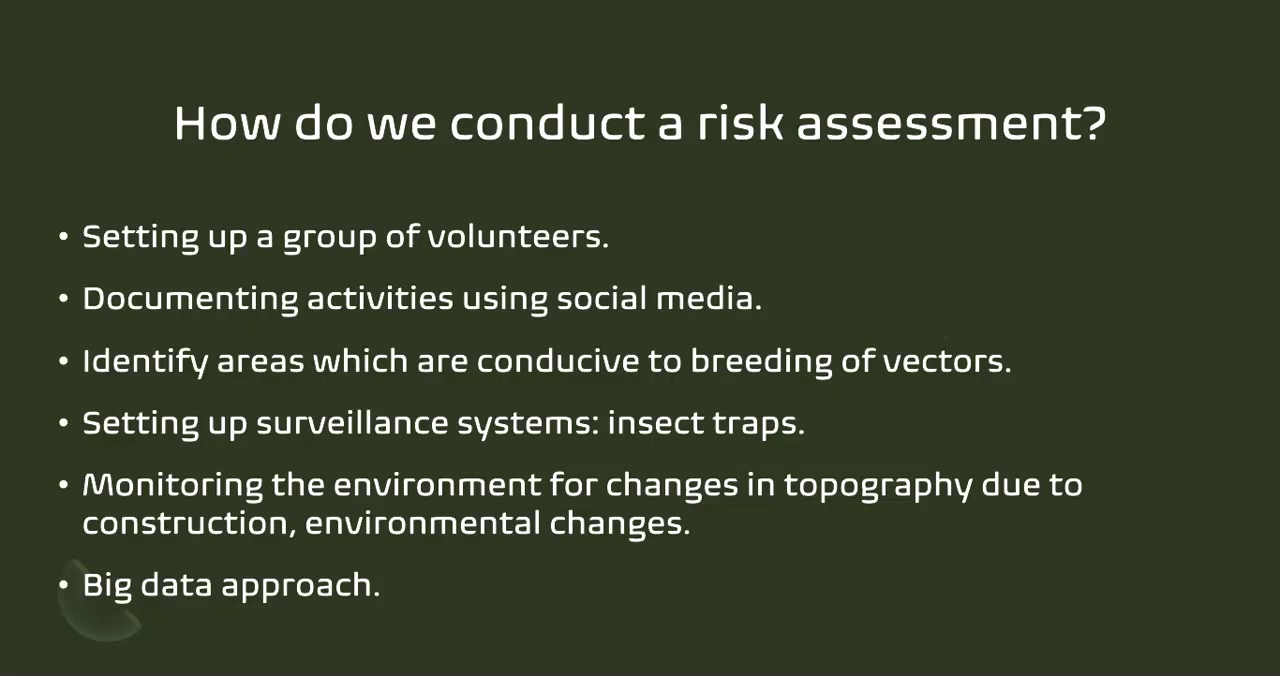 How do we conduct a risk assessment?
• Setting up a group of volunteers.
• Documenting activities using social media.
• Identify areas which are conducive to breeding of vectors.
• Setting up surveillance systems: insect traps.
• Monitoring the environment for changes in topography due to
construction, environmental changes.
• Big data approach.